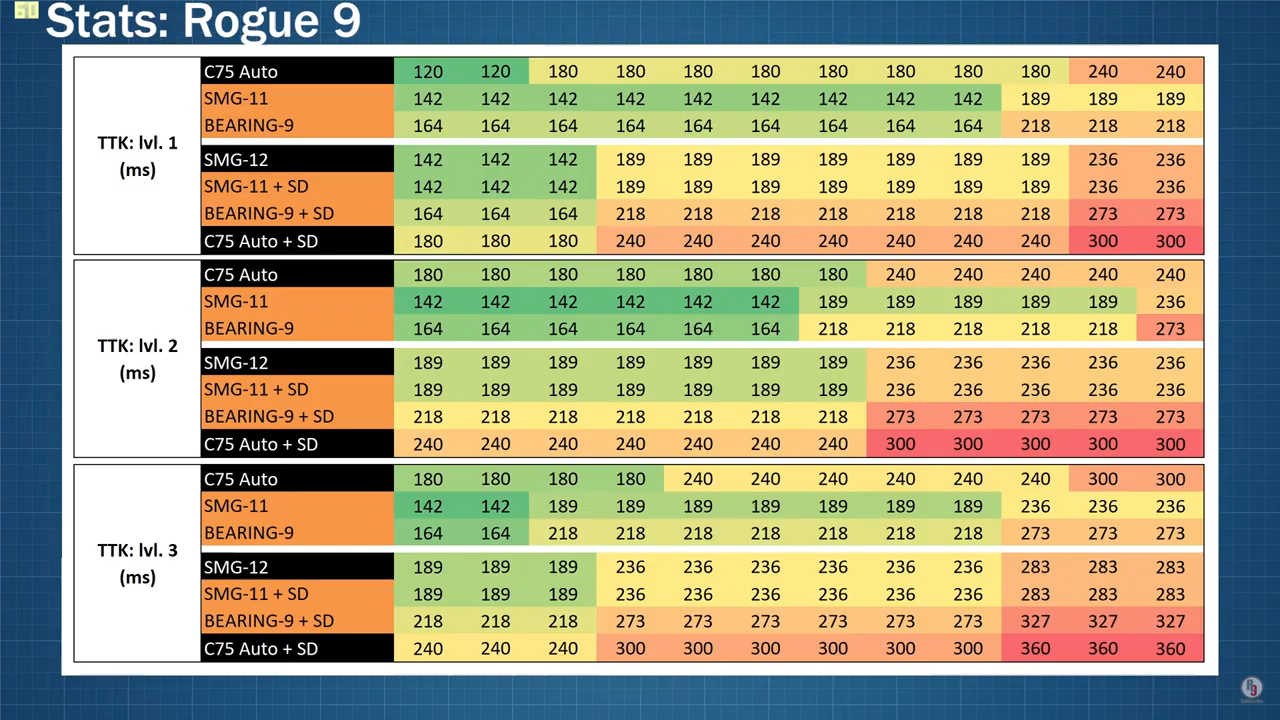 60
Stats: Rogue 9
TTK: lvl. 1
(ms)
C75 Auto 120 120 180 180 180 180 180 180 180 180 240 240
SMG-11 142 142 142 142 142 142 142 142 142 189 189 189
BEARING-9 164 164 164 164 164 164 164 164 164 218 218 218
SMG-12 142 142 142 189 189 189 189 189 189 189 236 236
SMG-11 + SD 142 142 142 189 189 189 189 189 189 189 236 236
BEARING-9 + SD 164 164 164 218 218 218 218 218 218 218 273 273
C75 Auto + SD 180 180 180 240 240 240 240 240 240 240 300 300
TTK: lvl. 2
(ms)
C75 Auto 180 180 180 180 180 180 180 240 240 240 240 240
SMG-11 142 142 142 142 142 142 189 189 189 189 189 236
BEARING-9 164 164 164 164 164 164 218 218 218 218 218 273
SMG-12 189 189 189 189 189 189 189 236 236 236 236 236
SMG-11 + SD 189 189 189 189 189 189 189 236 236 236 236 236
BEARING-9 + SD 218 218 218 218 218 218 218 273 273 273 273 273
C75 Auto + SD 240 240 240 240 240 240 240 300 300 300 300 300
TTK: lvl. 3
(ms)
C75 Auto 180 180 180 180 240 240 240 240 240 240 300 300
SMG-11 142 142 189 189 189 189 189 189 189 236 236 236
BEARING-9 164 164 218 218 218 218 218 218 218 273 273 273
SMG-12 189 189 189 236 236 236 236 236 236 283 283 283
SMG-11 + SD 189 189 189 236 236 236 236 236 236 283 283 283
BEARING-9 + SD 218 218 218 273 273 273 273 273 273 327 327 327
C75 Auto + SD 240 240 240 300 300 300 300 300 300 360 360 360
R9
Subscribe